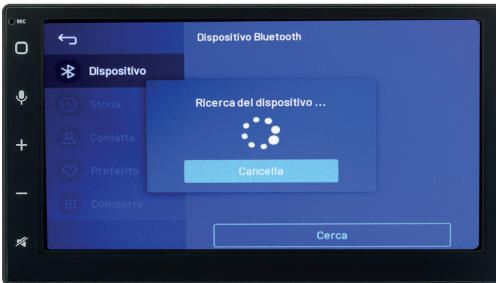 MIC
Dispositivo Bluetooth
Dispositivo
Storia
Contatta
Preferito
Comporre
Ricerca del dispositivo ...
Cancella
Cerca